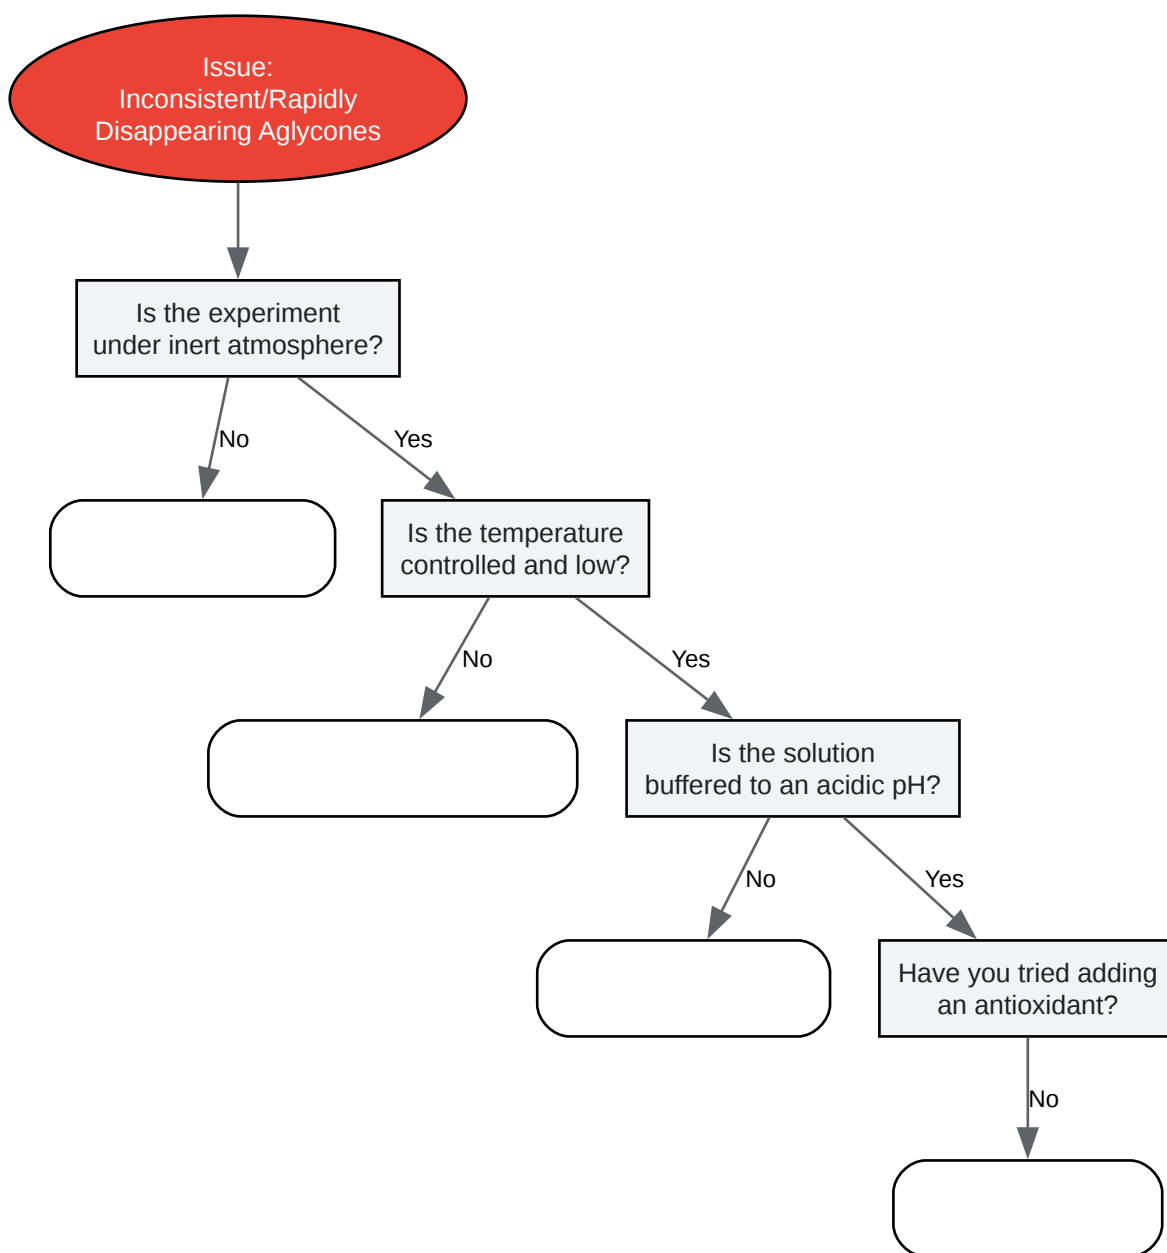 Issue:
Inconsistent/Rapidly
Disappearing Aglycones
Is the experiment
under inert atmosphere?
No
Yes
Is the temperature
controlled and low?
No
Yes
Is the solution
buffered to an acidic pH?
No
Yes
Have you tried adding
an antioxidant?
No